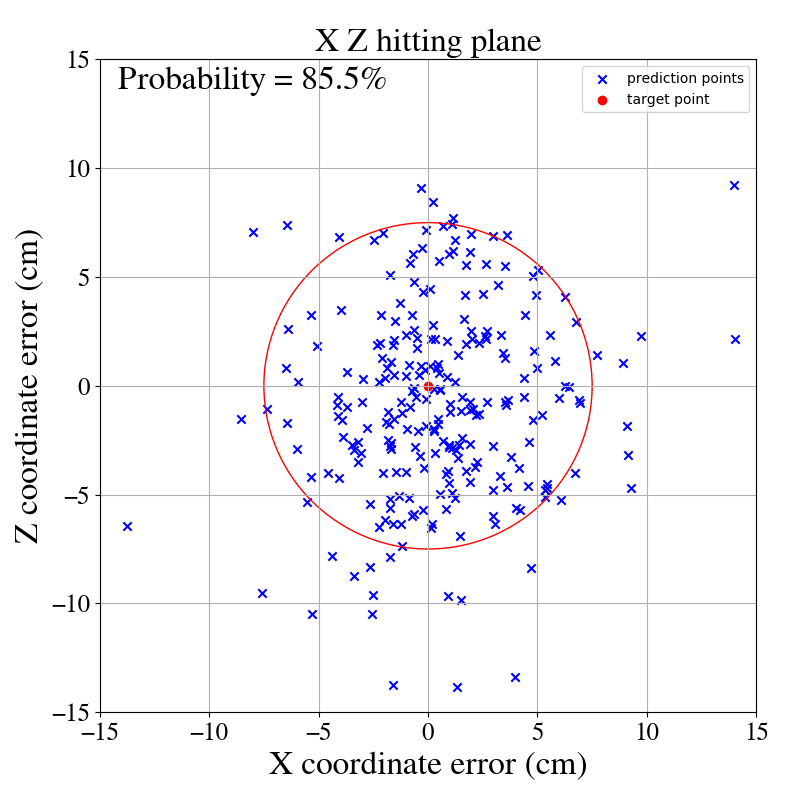 X Z hitting plane
Probability = 85.5%
prediction points
target point
15
10
5
0
−5
−10
−15
Z coordinate error (cm)
−15 −10 −5 0 5 10 15
X coordinate error (cm)